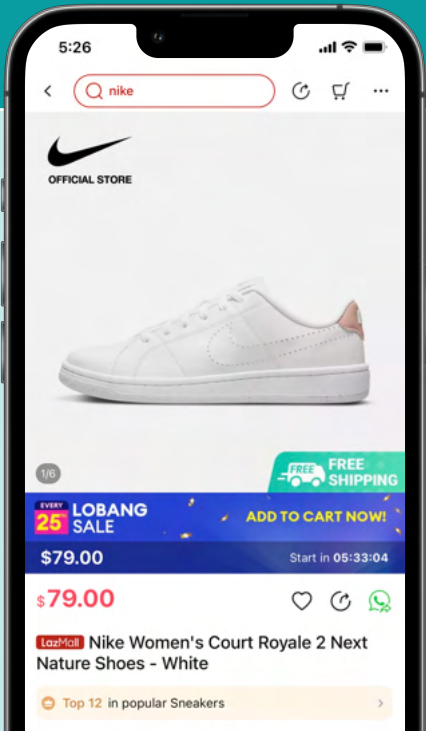 5:26
nike
OFFICIAL STORE
1/6
FREE
FREE
SHIPPING
EVERY
25TH
LOBANG
SALE
ADD TO CART NOW!
$79.00
Start in 05:33:04
$79.00
LazMall Nike Women's Court Royale 2 Next
Nature Shoes - White
Top 12 in popular Sneakers